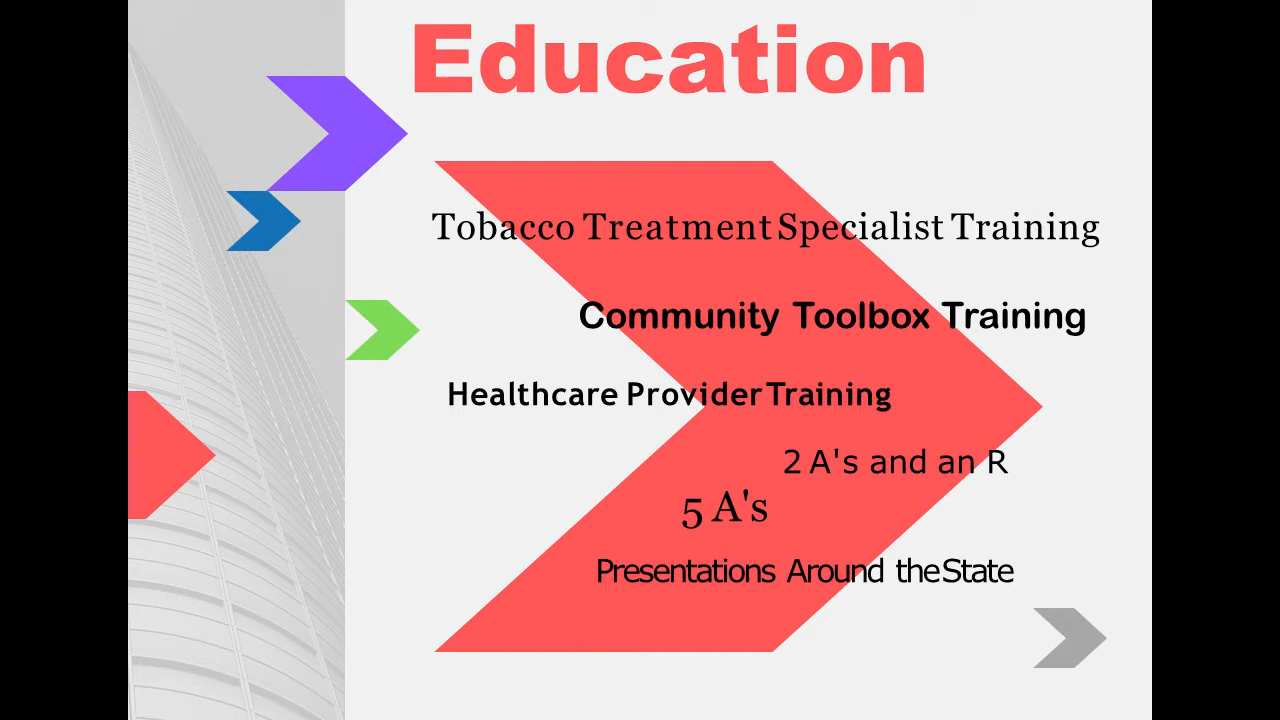 Education
Tobacco Treatment Specialist Training
Community Toolbox Training
Healthcare Provider Training
2 A's and an R
5 A's
Presentations Around the State